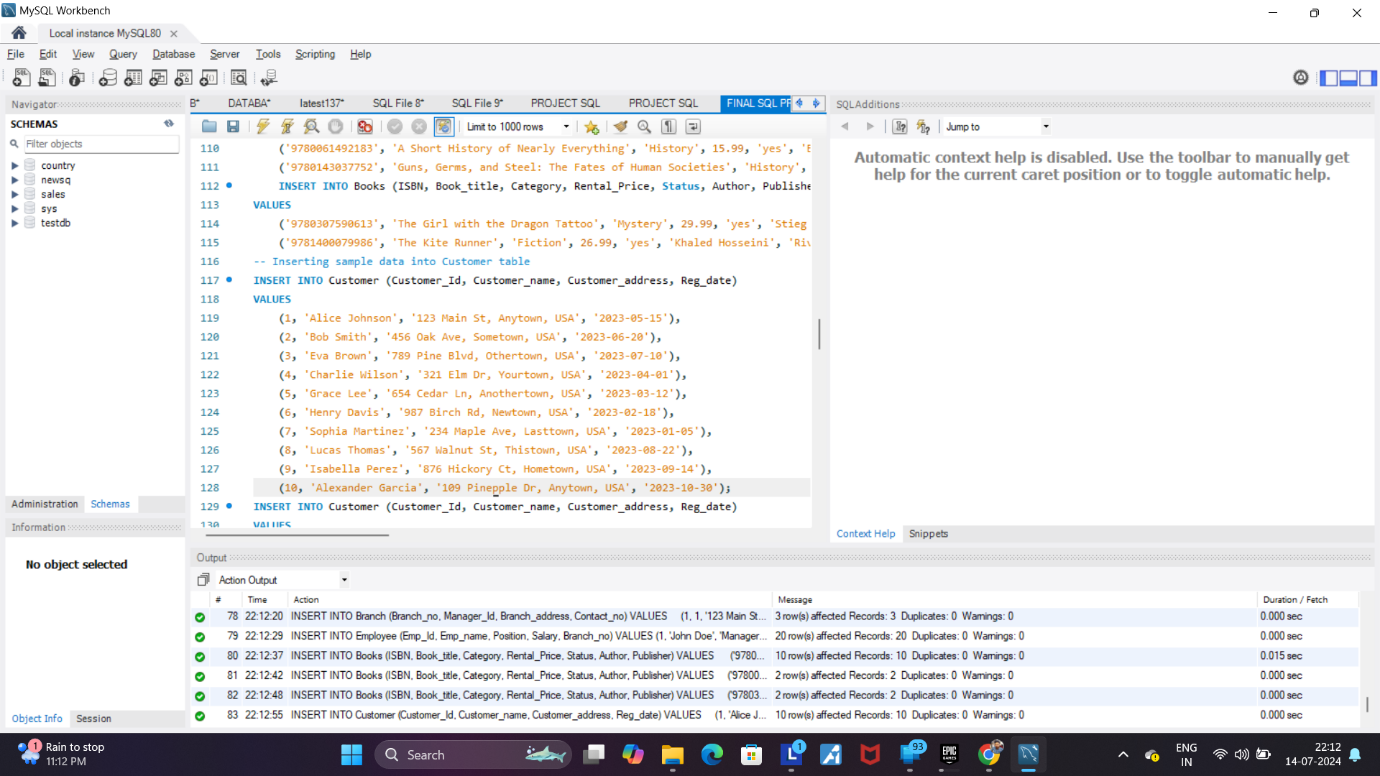 MySQL Workbench
Local instance MySQL80
File Edit View Query Database Server Tools Scripting Help
Navigator
SCHEMAS
Filter objects
country
newsq
sales
sys
testdb
Administration Schemas
Information
No object selected
Object Info Session
B* DATABA* latest137* SQL File 8* SQL File 9* PROJECT SQL PROJECT SQL FINAL SQL PF
Limit to 1000 rows
110 ('9780061492183', 'A Short History of Nearly Everything', 'History', 15.99, 'yes',
111 ('9780143037752', 'Guns, Germs, and Steel: The Fates of Human Societies', 'History',
112 INSERT INTO Books (ISBN, Book_title, Category, Rental_Price, Status, Author, Publishe
113 VALUES
114 ('9780307590613', 'The Girl with the Dragon Tattoo', 'Mystery', 29.99, 'yes', 'Stieg
115 ('9781400079986', 'The Kite Runner', 'Fiction', 26.99, 'yes', 'Khaled Hosseini', 'Riv
116 -- Inserting sample data into Customer table
117 INSERT INTO Customer (Customer_Id, Customer_name, Customer_address, Reg_date)
118 VALUES
119 (1, 'Alice Johnson', '123 Main St, Anytown, USA', '2023-05-15'),
120 (2, 'Bob Smith', '456 Oak Ave, Sometown, USA', '2023-06-20'),
121 (3, 'Eva Brown', '789 Pine Blvd, Othertown, USA', '2023-07-10'),
122 (4, 'Charlie Wilson', '321 Elm Dr, Yourtown, USA', '2023-04-01'),
123 (5, 'Grace Lee', '654 Cedar Ln, Anothertown, USA', '2023-03-12'),
124 (6, 'Henry Davis', '987 Birch Rd, Newtown, USA', '2023-02-18'),
125 (7, 'Sophia Martinez', '234 Maple Ave, Lasttown, USA', '2023-01-05'),
126 (8, 'Lucas Thomas', '567 Walnut St, Thistown, USA', '2023-08-22'),
127 (9, 'Isabella Perez', '876 Hickory Ct, Hometown, USA', '2023-09-14'),
128 (10, 'Alexander Garcia', '109 Pinepple Dr, Anytown, USA', '2023-10-30');
129 INSERT INTO Customer (Customer_Id, Customer_name, Customer_address, Reg_date)
130 VALUES
SQLAdditions
Jump to
Automatic context help is disabled. Use the toolbar to manually get
help for the current caret position or to toggle automatic help.
Context Help Snippets
Output
Action Output
# Time Action Message Duration / Fetch
78 22:12:20 INSERT INTO Branch (Branch_no, Manager_Id, Branch_address, Contact_no) VALUES (1, 1, '123 Main St... 3 row(s) affected Records: 3 Duplicates: 0 Warnings: 0 0.000 sec
79 22:12:29 INSERT INTO Employee (Emp_Id, Emp_name, Position, Salary, Branch_no) VALUES (1, 'John Doe', 'Manager... 20 row(s) affected Records: 20 Duplicates: 0 Warnings: 0 0.000 sec
80 22:12:37 INSERT INTO Books (ISBN, Book_title, Category, Rental_Price, Status, Author, Publisher) VALUES ('9780... 10 row(s) affected Records: 10 Duplicates: 0 Warnings: 0 0.015 sec
81 22:12:42 INSERT INTO Books (ISBN, Book_title, Category, Rental_Price, Status, Author, Publisher) VALUES ('97800... 2 row(s) affected Records: 2 Duplicates: 0 Warnings: 0 0.000 sec
82 22:12:48 INSERT INTO Books (ISBN, Book_title, Category, Rental_Price, Status, Author, Publisher) VALUES ('97803... 2 row(s) affected Records: 2 Duplicates: 0 Warnings: 0 0.000 sec
83 22:12:55 INSERT INTO Customer (Customer_Id, Customer_name, Customer_address, Reg_date) VALUES (1, 'Alice J... 10 row(s) affected Records: 10 Duplicates: 0 Warnings: 0 0.000 sec
1 Rain to stop
11:12 PM
Search
1
93
EPIC GAMES
ENG
IN
22:12
14-07-2024